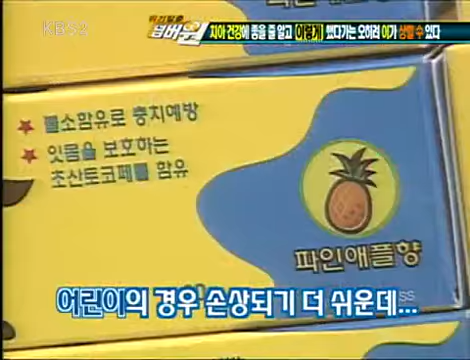 KBS 2
위기탈출 넘버원
치아 건강에 좋을 줄 알고 이렇게 했다가는 오히려 이가 상할 수 있다
불소함유로 충치예방
잇몸을 보호하는
초산토코페롤 함유
파인애플향
어린이의 경우 손상되기 더 쉬운데...